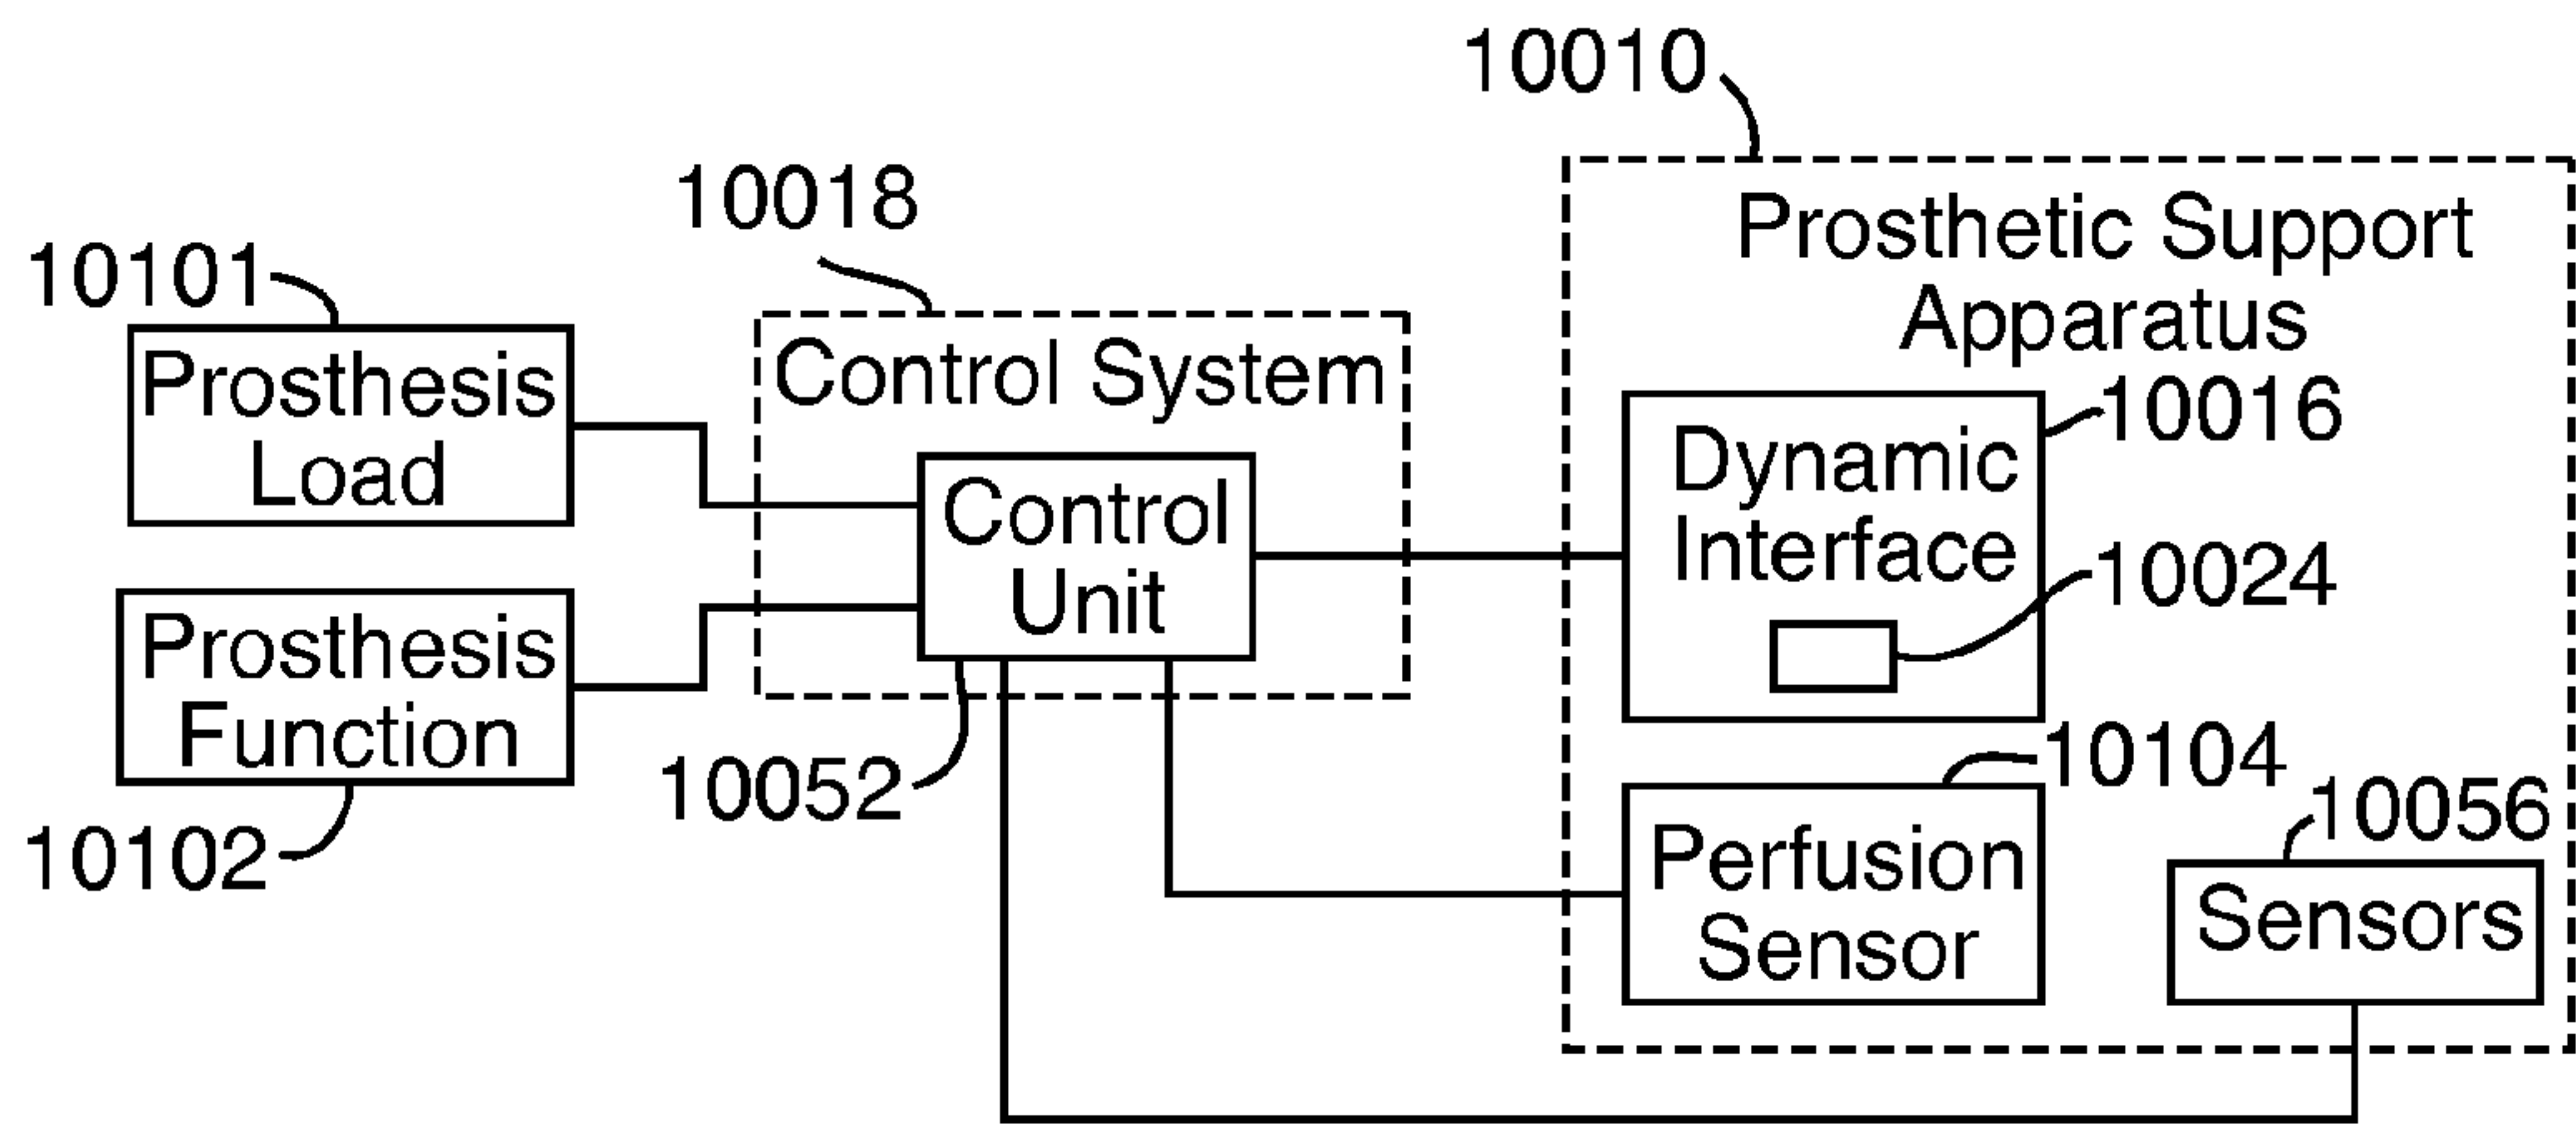 10010
10018
Prosthetic Support
Apparatus
10101
Prosthesis
Load
Control System
10016
Dynamic
Interface
Control
Unit
10024
Prosthesis
Function
10052
10104
10102
Perfusion
Sensor
10056
Sensors